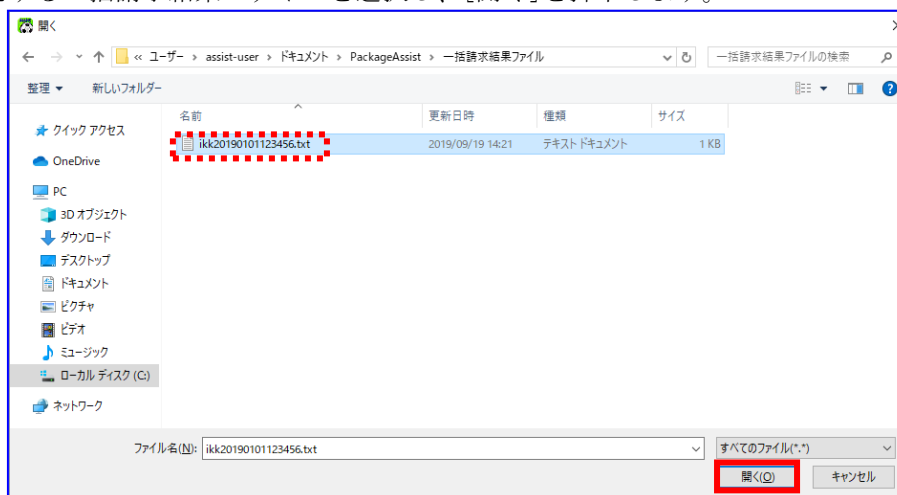 開く
« ユーザー › assist-user › ドキュメント › PackageAssist › 一括請求結果ファイル
一括請求結果ファイルの検索
整理 新しいフォルダー
名前 更新日時 種類 サイズ
ikk20190101123456.txt 2019/09/19 14:21 テキスト ドキュメント 1 KB
クイック アクセス
OneDrive
PC
3D オブジェクト
ダウンロード
デスクトップ
ドキュメント
ピクチャ
ビデオ
ミュージック
ローカル ディスク (C:)
ネットワーク
ファイル名(N): ikk20190101123456.txt すべてのファイル(*.*)
開く(O) キャンセル